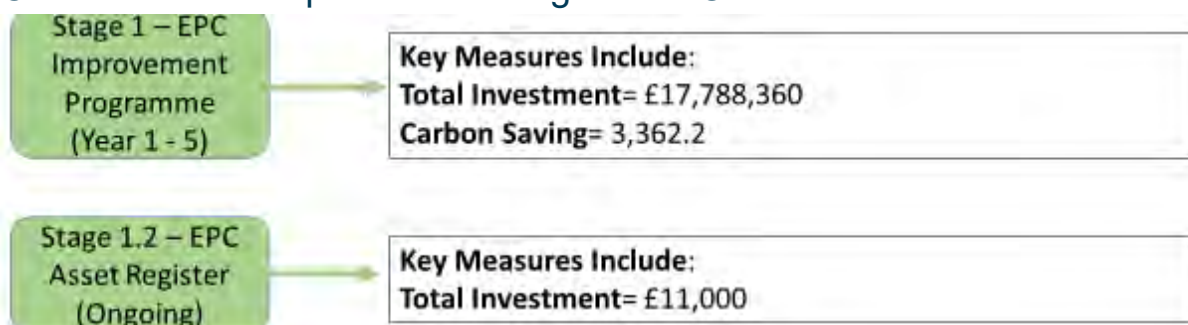 Stage 1 – EPC
Improvement
Programme
(Year 1 - 5)
Key Measures Include:
Total Investment= £17,788,360
Carbon Saving= 3,362.2
Stage 1.2 – EPC
Asset Register
(Ongoing)
Key Measures Include:
Total Investment= £11,000